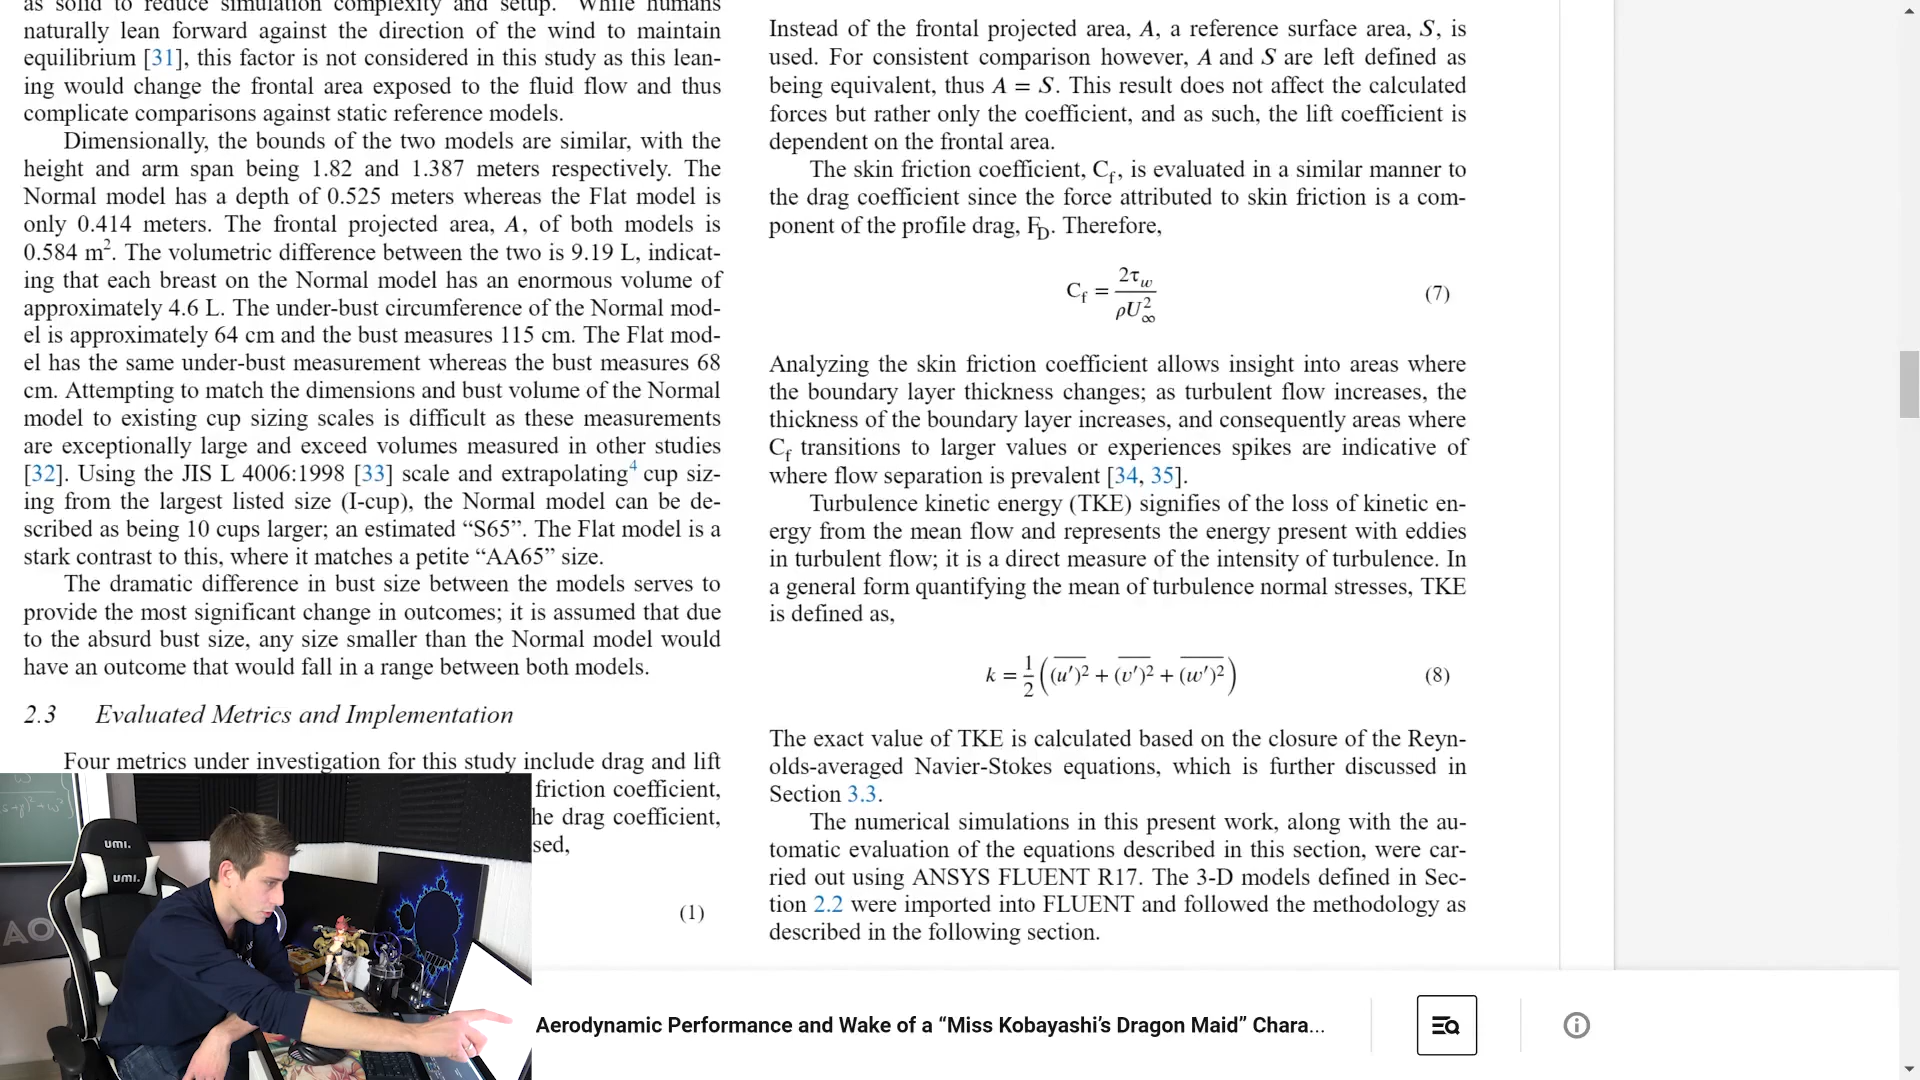 as solid to reduce simulation complexity and setup. While humans
naturally lean forward against the direction of the wind to maintain
equilibrium [31], this factor is not considered in this study as this lean-
ing would change the frontal area exposed to the fluid flow and thus
complicate comparisons against static reference models.
Dimensionally, the bounds of the two models are similar, with the
height and arm span being 1.82 and 1.387 meters respectively. The
Normal model has a depth of 0.525 meters whereas the Flat model is
only 0.414 meters. The frontal projected area, A, of both models is
0.584 m². The volumetric difference between the two is 9.19 L, indicat-
ing that each breast on the Normal model has an enormous volume of
approximately 4.6 L. The under-bust circumference of the Normal mod-
el is approximately 64 cm and the bust measures 115 cm. The Flat mod-
el has the same under-bust measurement whereas the bust measures 68
cm. Attempting to match the dimensions and bust volume of the Normal
model to existing cup sizing scales is difficult as these measurements
are exceptionally large and exceed volumes measured in other studies
[32]. Using the JIS L 4006:1998 [33] scale and extrapolating⁴ cup siz-
ing from the largest listed size (I-cup), the Normal model can be de-
scribed as being 10 cups larger; an estimated “S65”. The Flat model is a
stark contrast to this, where it matches a petite “AA65” size.
The dramatic difference in bust size between the models serves to
provide the most significant change in outcomes; it is assumed that due
to the absurd bust size, any size smaller than the Normal model would
have an outcome that would fall in a range between both models.
2.3 Evaluated Metrics and Implementation
Four metrics under investigation for this study include drag and lift
friction coefficient,
he drag coefficient,
sed,
(1)
Instead of the frontal projected area, A, a reference surface area, S, is
used. For consistent comparison however, A and S are left defined as
being equivalent, thus A = S. This result does not affect the calculated
forces but rather only the coefficient, and as such, the lift coefficient is
dependent on the frontal area.
The skin friction coefficient, C_f, is evaluated in a similar manner to
the drag coefficient since the force attributed to skin friction is a com-
ponent of the profile drag, F_D. Therefore,
C_f = 2τ_w / ρU_∞² (7)
Analyzing the skin friction coefficient allows insight into areas where
the boundary layer thickness changes; as turbulent flow increases, the
thickness of the boundary layer increases, and consequently areas where
C_f transitions to larger values or experiences spikes are indicative of
where flow separation is prevalent [34, 35].
Turbulence kinetic energy (TKE) signifies of the loss of kinetic en-
ergy from the mean flow and represents the energy present with eddies
in turbulent flow; it is a direct measure of the intensity of turbulence. In
a general form quantifying the mean of turbulence normal stresses, TKE
is defined as,
k = 1/2 ( \overline{(u′)²} + \overline{(v′)²} + \overline{(w′)²} ) (8)
The exact value of TKE is calculated based on the closure of the Reyn-
olds-averaged Navier-Stokes equations, which is further discussed in
Section 3.3.
The numerical simulations in this present work, along with the au-
tomatic evaluation of the equations described in this section, were car-
ried out using ANSYS FLUENT R17. The 3-D models defined in Sec-
tion 2.2 were imported into FLUENT and followed the methodology as
described in the following section.
umi.
umi.
AO
Aerodynamic Performance and Wake of a “Miss Kobayashi’s Dragon Maid” Chara...